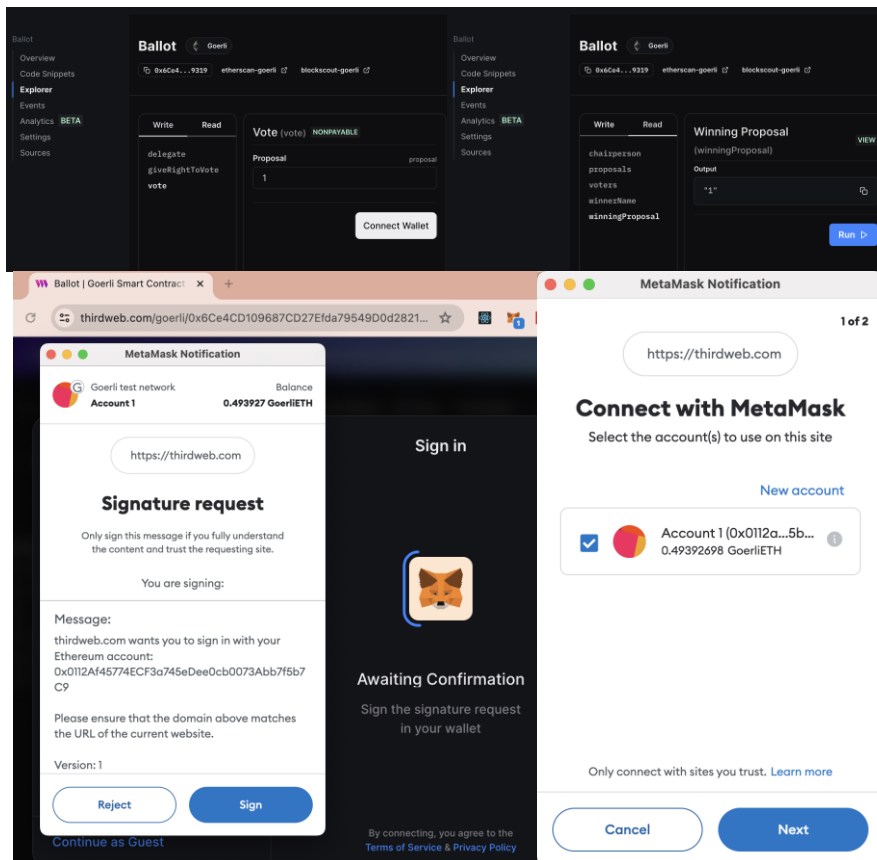 Ballot
Overview
Code Snippets
Explorer
Events
Analytics BETA
Settings
Sources
Ballot Goerli
0x6Ce4...9319 etherscan-goerli blockscout-goerli
Write Read
delegate
giveRightToVote
vote
Vote (vote) NONPAYABLE
Proposal proposal
1
Connect Wallet
Ballot
Overview
Code Snippets
Explorer
Events
Analytics BETA
Settings
Sources
Ballot Goerli
0x6Ce4...9319 etherscan-goerli blockscout-goerli
Write Read
chairperson
proposals
voters
winnerName
winningProposal
Winning Proposal
(winningProposal) VIEW
Output
"1"
Run
Ballot | Goerli Smart Contract
thirdweb.com/goerli/0x6Ce4CD109687CD27Efda79549D0d2821...
1
MetaMask Notification
G Goerli test network Balance
Account 1 0.493927 GoerliETH
https://thirdweb.com
Signature request
Only sign this message if you fully understand
the content and trust the requesting site.
You are signing:
Message:
thirdweb.com wants you to sign in with your
Ethereum account:
0x0112Af45774ECF3a745eDee0cb0073Abb7f5b7
C9
Please ensure that the domain above matches
the URL of the current website.
Version: 1
Reject Sign
Continue as Guest
Sign in
Awaiting Confirmation
Sign the signature request
in your wallet
By connecting, you agree to the
Terms of Service & Privacy Policy
MetaMask Notification
1 of 2
https://thirdweb.com
Connect with MetaMask
Select the account(s) to use on this site
New account
Account 1 (0x0112a...5b...
0.49392698 GoerliETH
Only connect with sites you trust. Learn more
Cancel Next